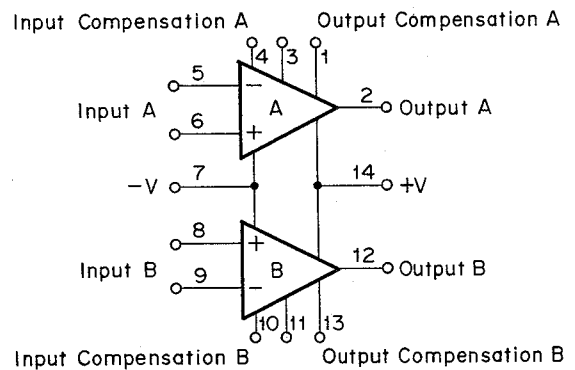 Input Compensation A Output Compensation A
4 3 1
5 − A 2 Output A
Input A
6 +
−V 7 14 +V
8 +
Input B B 12 Output B
9 −
10 11 13
Input Compensation B Output Compensation B